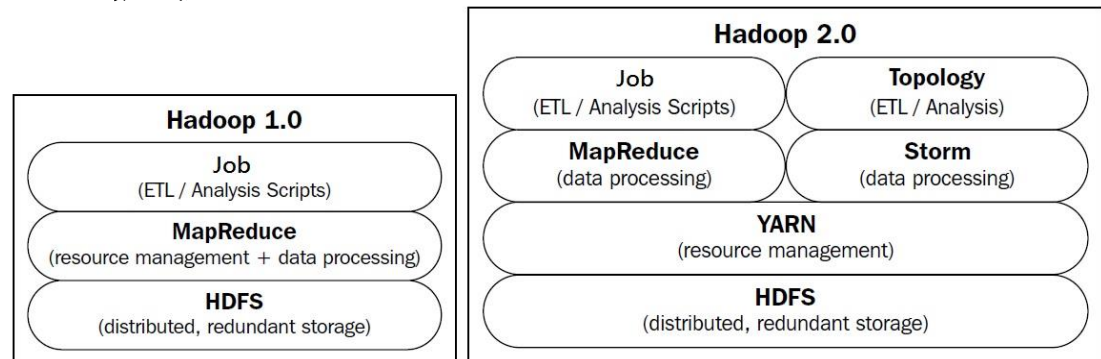 Hadoop 1.0
Job
(ETL / Analysis Scripts)
MapReduce
(resource management + data processing)
HDFS
(distributed, redundant storage)
Hadoop 2.0
Job
(ETL / Analysis Scripts)
Topology
(ETL / Analysis)
MapReduce
(data processing)
Storm
(data processing)
YARN
(resource management)
HDFS
(distributed, redundant storage)